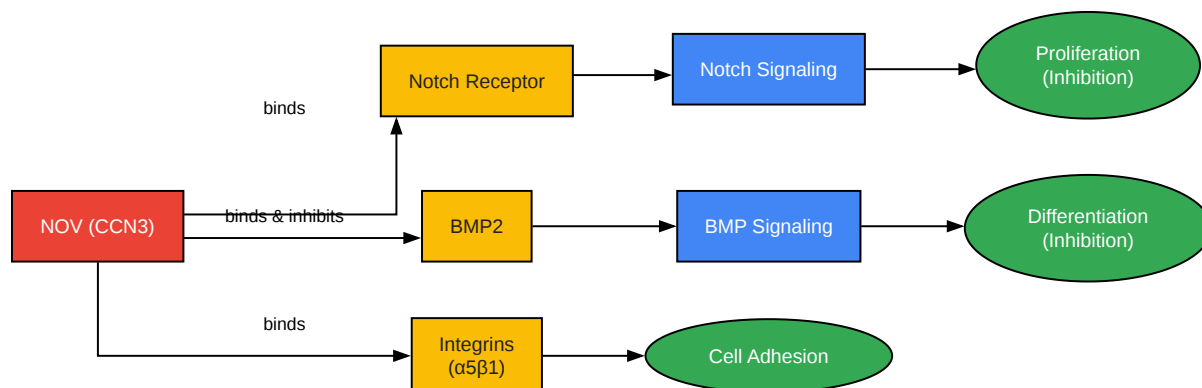 Proliferation
(Inhibition)
Notch Signaling
Notch Receptor
binds
Differentiation
(Inhibition)
binds & inhibits
NOV (CCN3)
BMP2
BMP Signaling
binds
Integrins
(α5β1)
Cell Adhesion